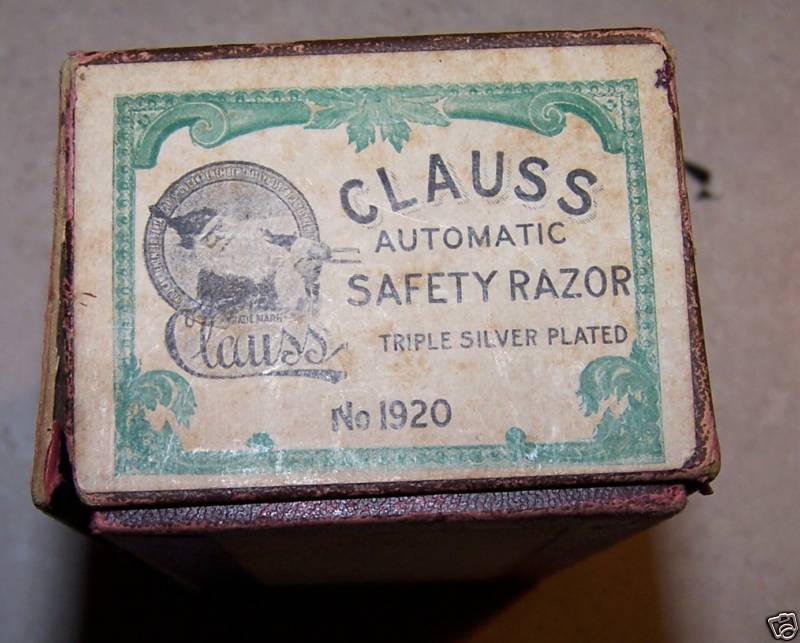 CLAUSS
AUTOMATIC
SAFETY RAZOR
TRIPLE SILVER PLATED
No 1920
TRADE MARK
Clauss